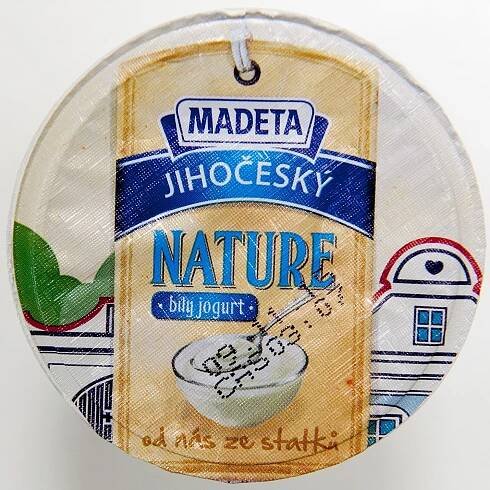 MADETA
JIHOČESKÝ
NATURE
bílý jogurt
od nás ze statků